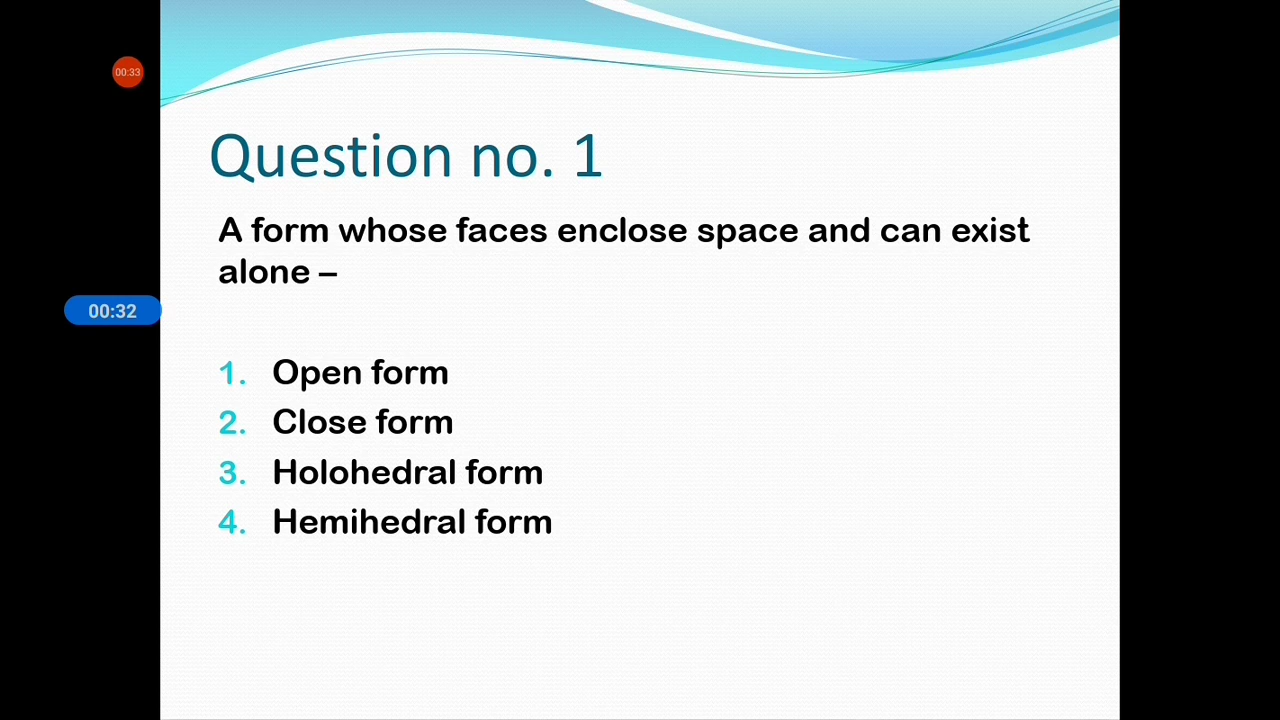 00:33
Question no. 1
A form whose faces enclose space and can exist
alone –
00:32
1. Open form
2. Close form
3. Holohedral form
4. Hemihedral form